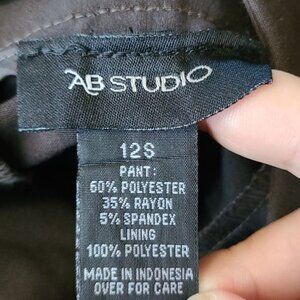 AB STUDIO
12S
PANT:
60% POLYESTER
35% RAYON
5% SPANDEX
LINING
100% POLYESTER
MADE IN INDONESIA
OVER FOR CARE